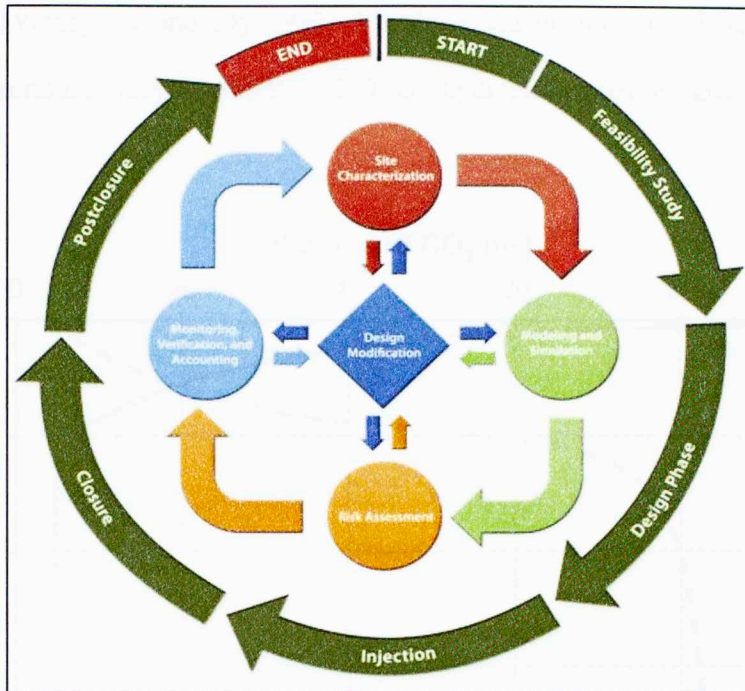 END
START
Feasibility Study
Design Phase
Injection
Closure
Postclosure
Site
Characterization
Modeling and
Simulation
Risk Assessment
Monitoring,
Verification, and
Accounting
Design
Modification